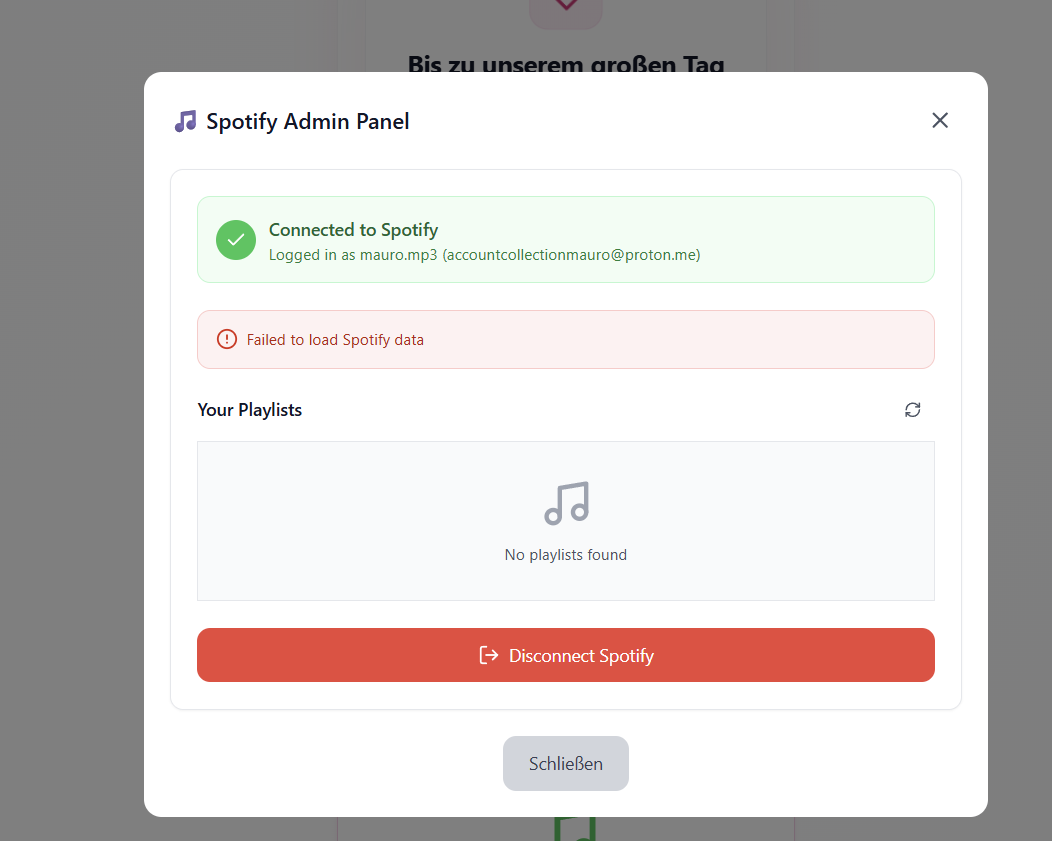 Bis zu unserem großen Tag
Spotify Admin Panel
Connected to Spotify
Logged in as mauro.mp3 (accountcollectionmauro@proton.me)
Failed to load Spotify data
Your Playlists
No playlists found
Disconnect Spotify
Schließen